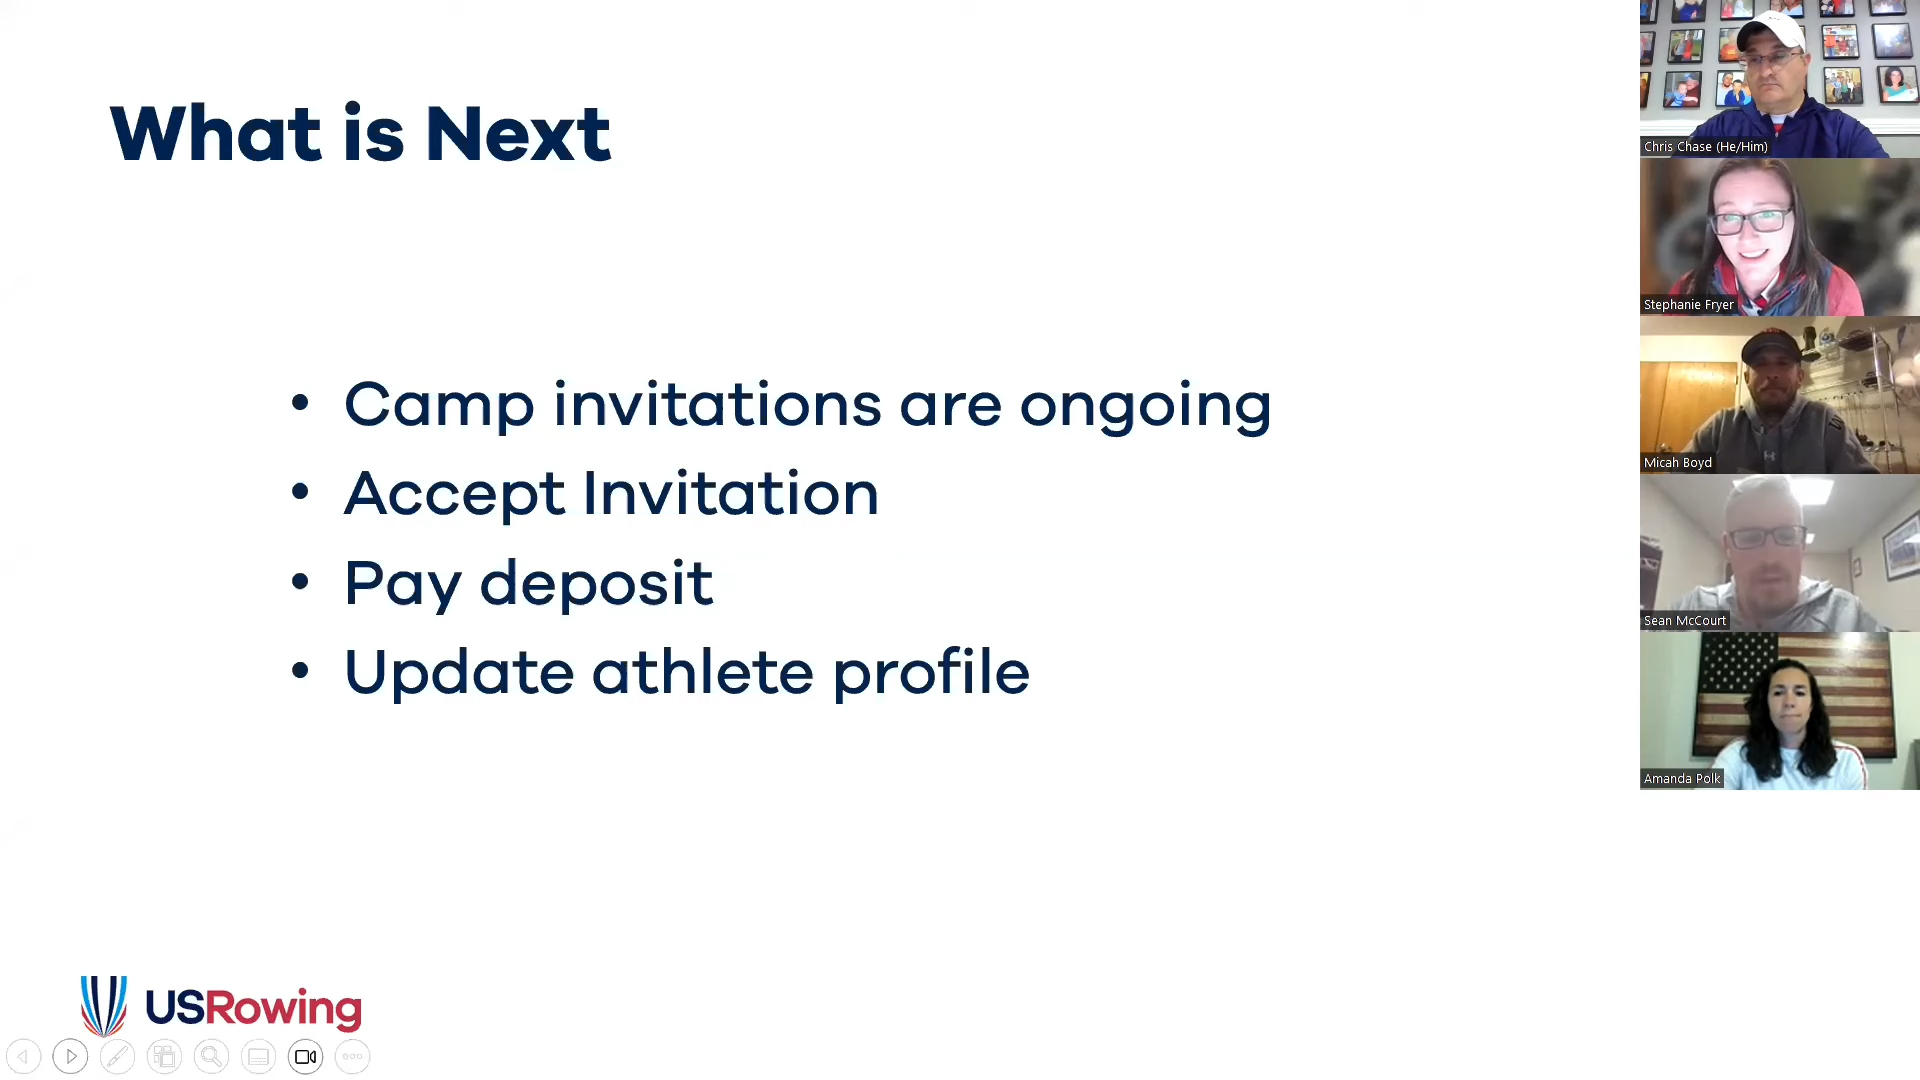 What is Next
• Camp invitations are ongoing
• Accept Invitation
• Pay deposit
• Update athlete profile
USRowing
Chris Chase (He/Him)
Stephanie Fryer
Micah Boyd
Sean McCourt
Amanda Polk